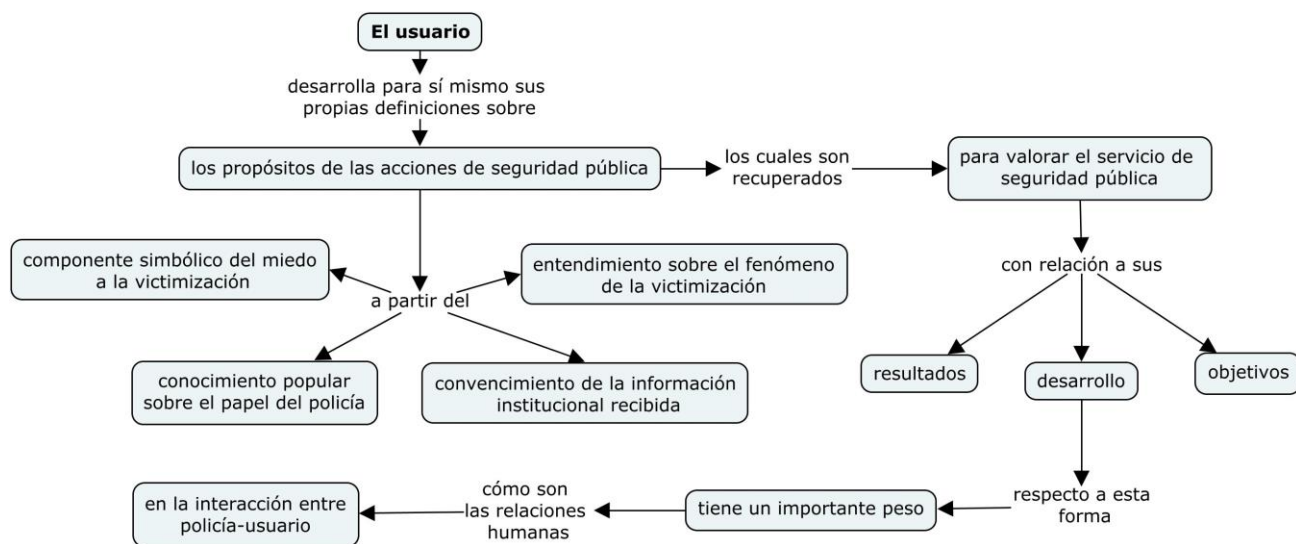 El usuario
desarrolla para sí mismo sus
propias definiciones sobre
los propósitos de las acciones de seguridad pública
los cuales son
recuperados
para valorar el servicio de
seguridad pública
componente simbólico del miedo
a la victimización
entendimiento sobre el fenómeno
de la victimización
a partir del
con relación a sus
conocimiento popular
sobre el papel del policía
convencimiento de la información
institucional recibida
resultados
desarrollo
objetivos
en la interacción entre
policía-usuario
cómo son
las relaciones
humanas
tiene un importante peso
respecto a esta
forma